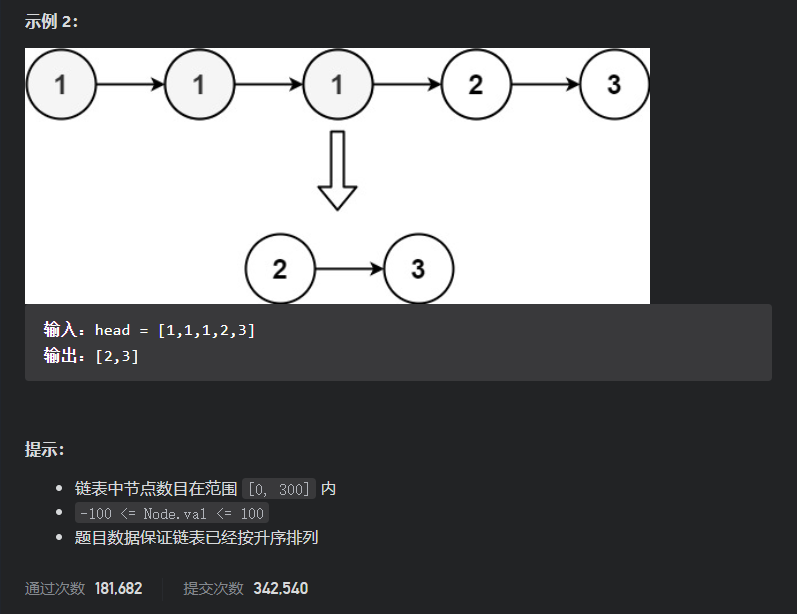 示例 2：
1 1 1 2 3
2 3
输入：head = [1,1,1,2,3]
输出：[2,3]
提示：
链表中节点数目在范围 [0, 300] 内
-100 <= Node.val <= 100
题目数据保证链表已经按升序排列
通过次数 181,682 提交次数 342,540